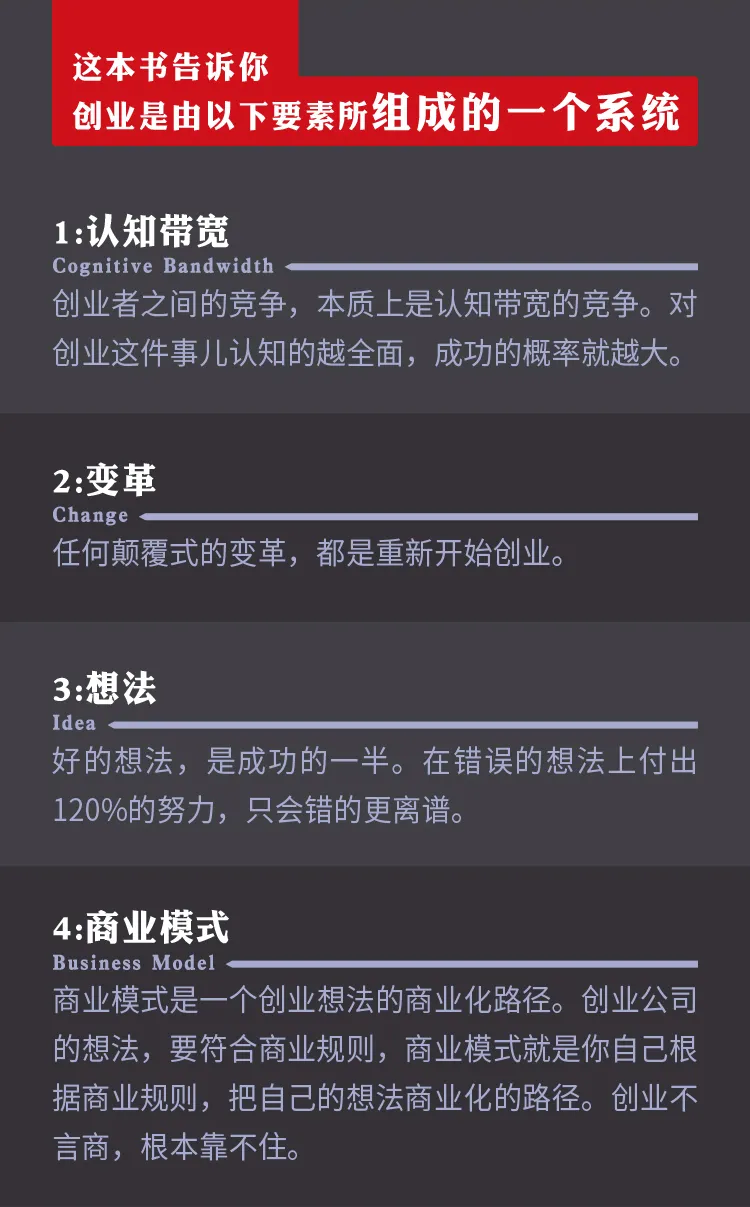 这本书告诉你
创业是由以下要素所组成的一个系统
1:认知带宽
Cognitive Bandwidth
创业者之间的竞争，本质上是认知带宽的竞争。对
创业这件事儿认知的越全面，成功的概率就越大。
2:变革
Change
任何颠覆式的变革，都是重新开始创业。
3:想法
Idea
好的想法，是成功的一半。在错误的想法上付出
120%的努力，只会错的更离谱。
4:商业模式
Business Model
商业模式是一个创业想法的商业化路径。创业公司
的想法，要符合商业规则，商业模式就是你自己根
据商业规则，把自己的想法商业化的路径。创业不
言商，根本靠不住。